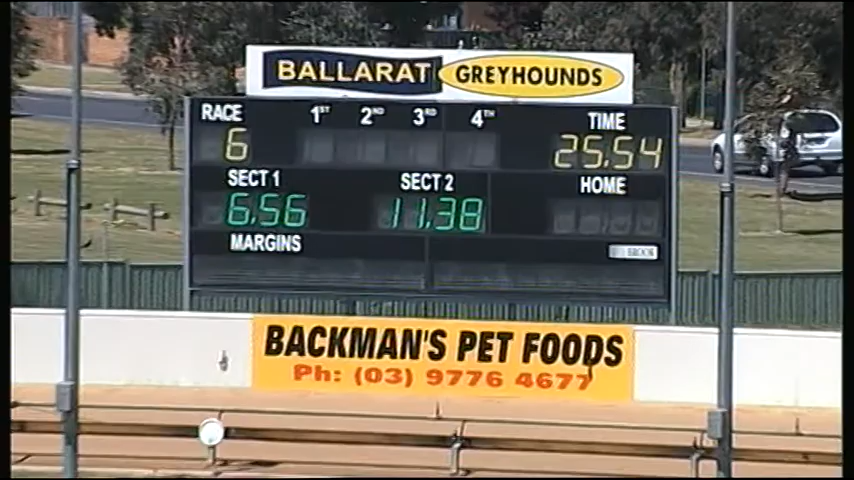 BALLARAT GREYHOUNDS
RACE 1ST 2ND 3RD 4TH TIME
6 25.54
SECT 1 SECT 2 HOME
6.56 11.38
MARGINS
BACKMAN'S PET FOODS
Ph: (03) 9776 4677